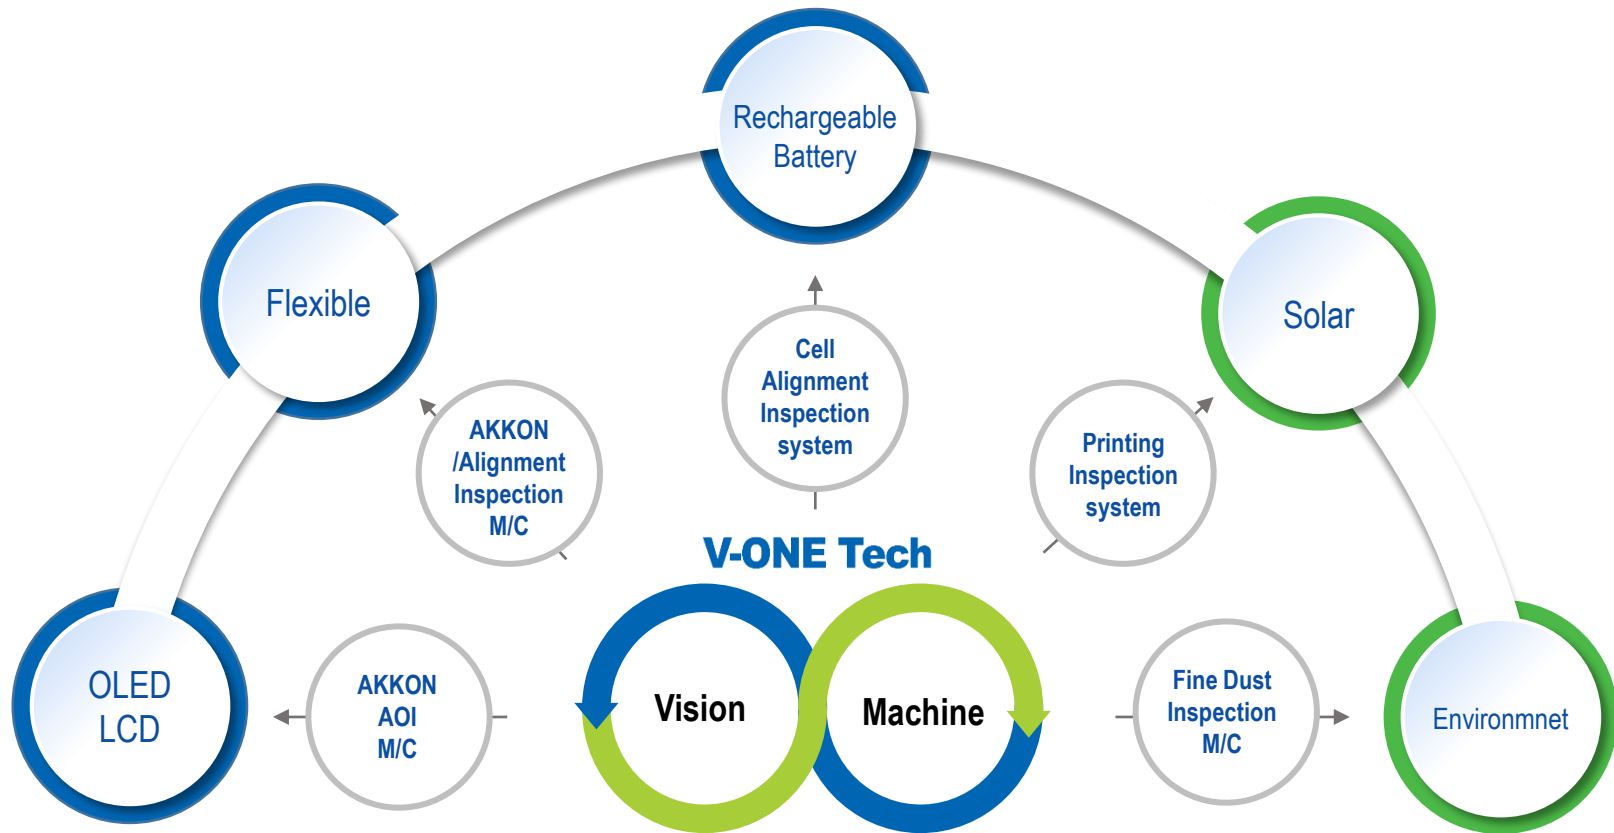 Rechargeable
Battery
Flexible
Solar
Cell
Alignment
Inspection
system
AKKON
/Alignment
Inspection
M/C
Printing
Inspection
system
V-ONE Tech
OLED
LCD
AKKON
AOI
M/C
Vision
Machine
Fine Dust
Inspection
M/C
Environmnet